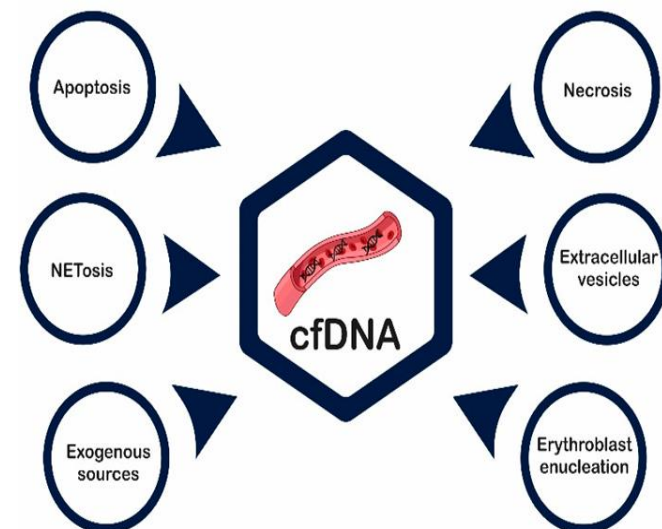 Apoptosis
Necrosis
NETosis
Extracellular
vesicles
cfDNA
Exogenous
sources
Erythroblast
enucleation